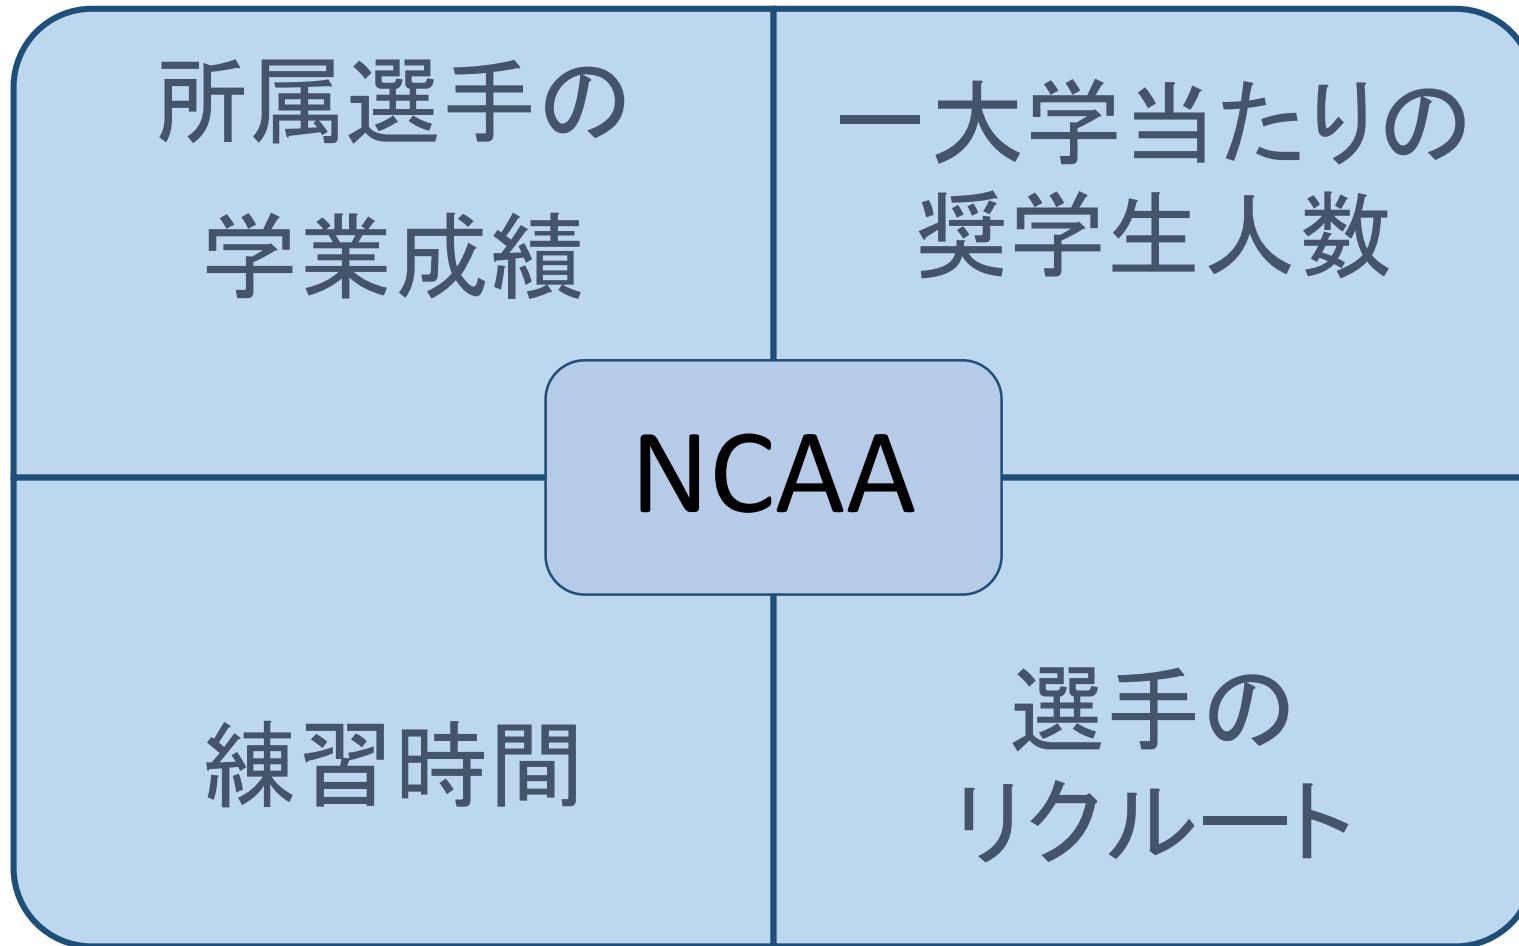 所属選手の
学業成績
一大学当たりの
奨学生人数
NCAA
練習時間
選手の
リクルート